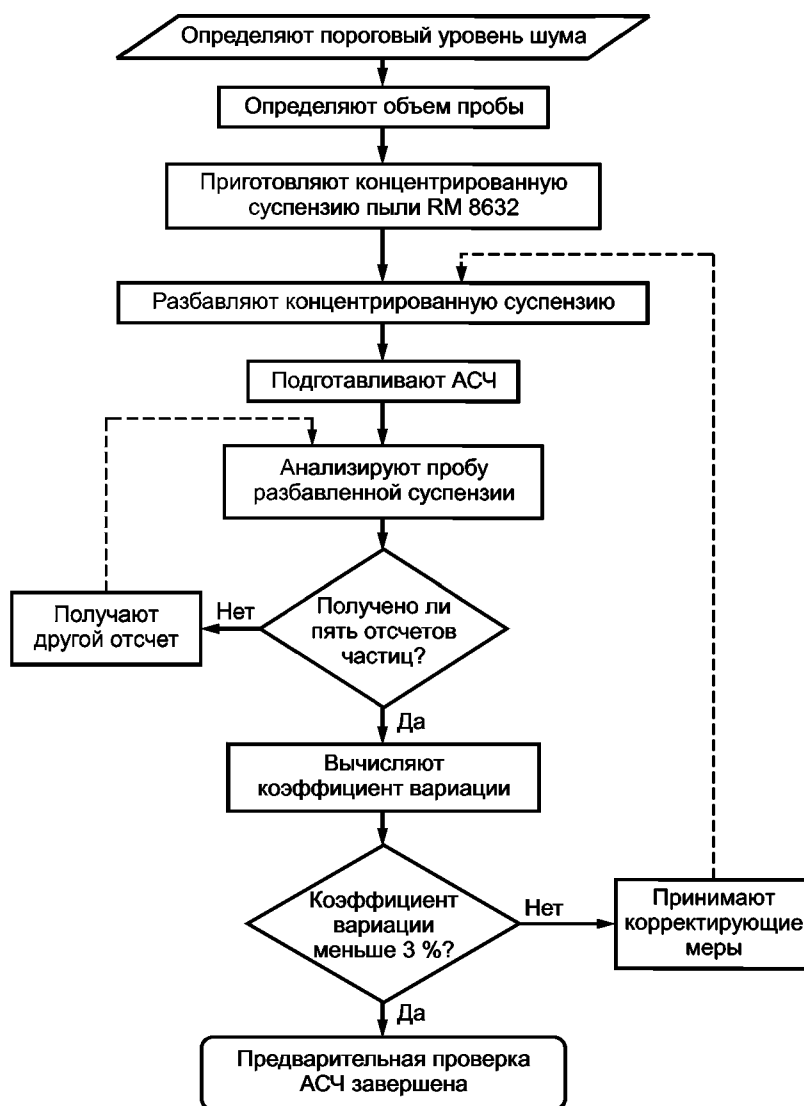 Определяют пороговый уровень шума
Определяют объем пробы
Приготовляют концентрированную
суспензию пыли RM 8632
Разбавляют концентрированную суспензию
Подготавливают АСЧ
Анализируют пробу
разбавленной суспензии
Получено ли
пять отсчетов
частиц?
Нет
Получают
другой отсчет
Да
Вычисляют
коэффициент вариации
Коэффициент
вариации
меньше 3 %?
Нет
Принимают
корректирующие
меры
Да
Предварительная проверка
АСЧ завершена